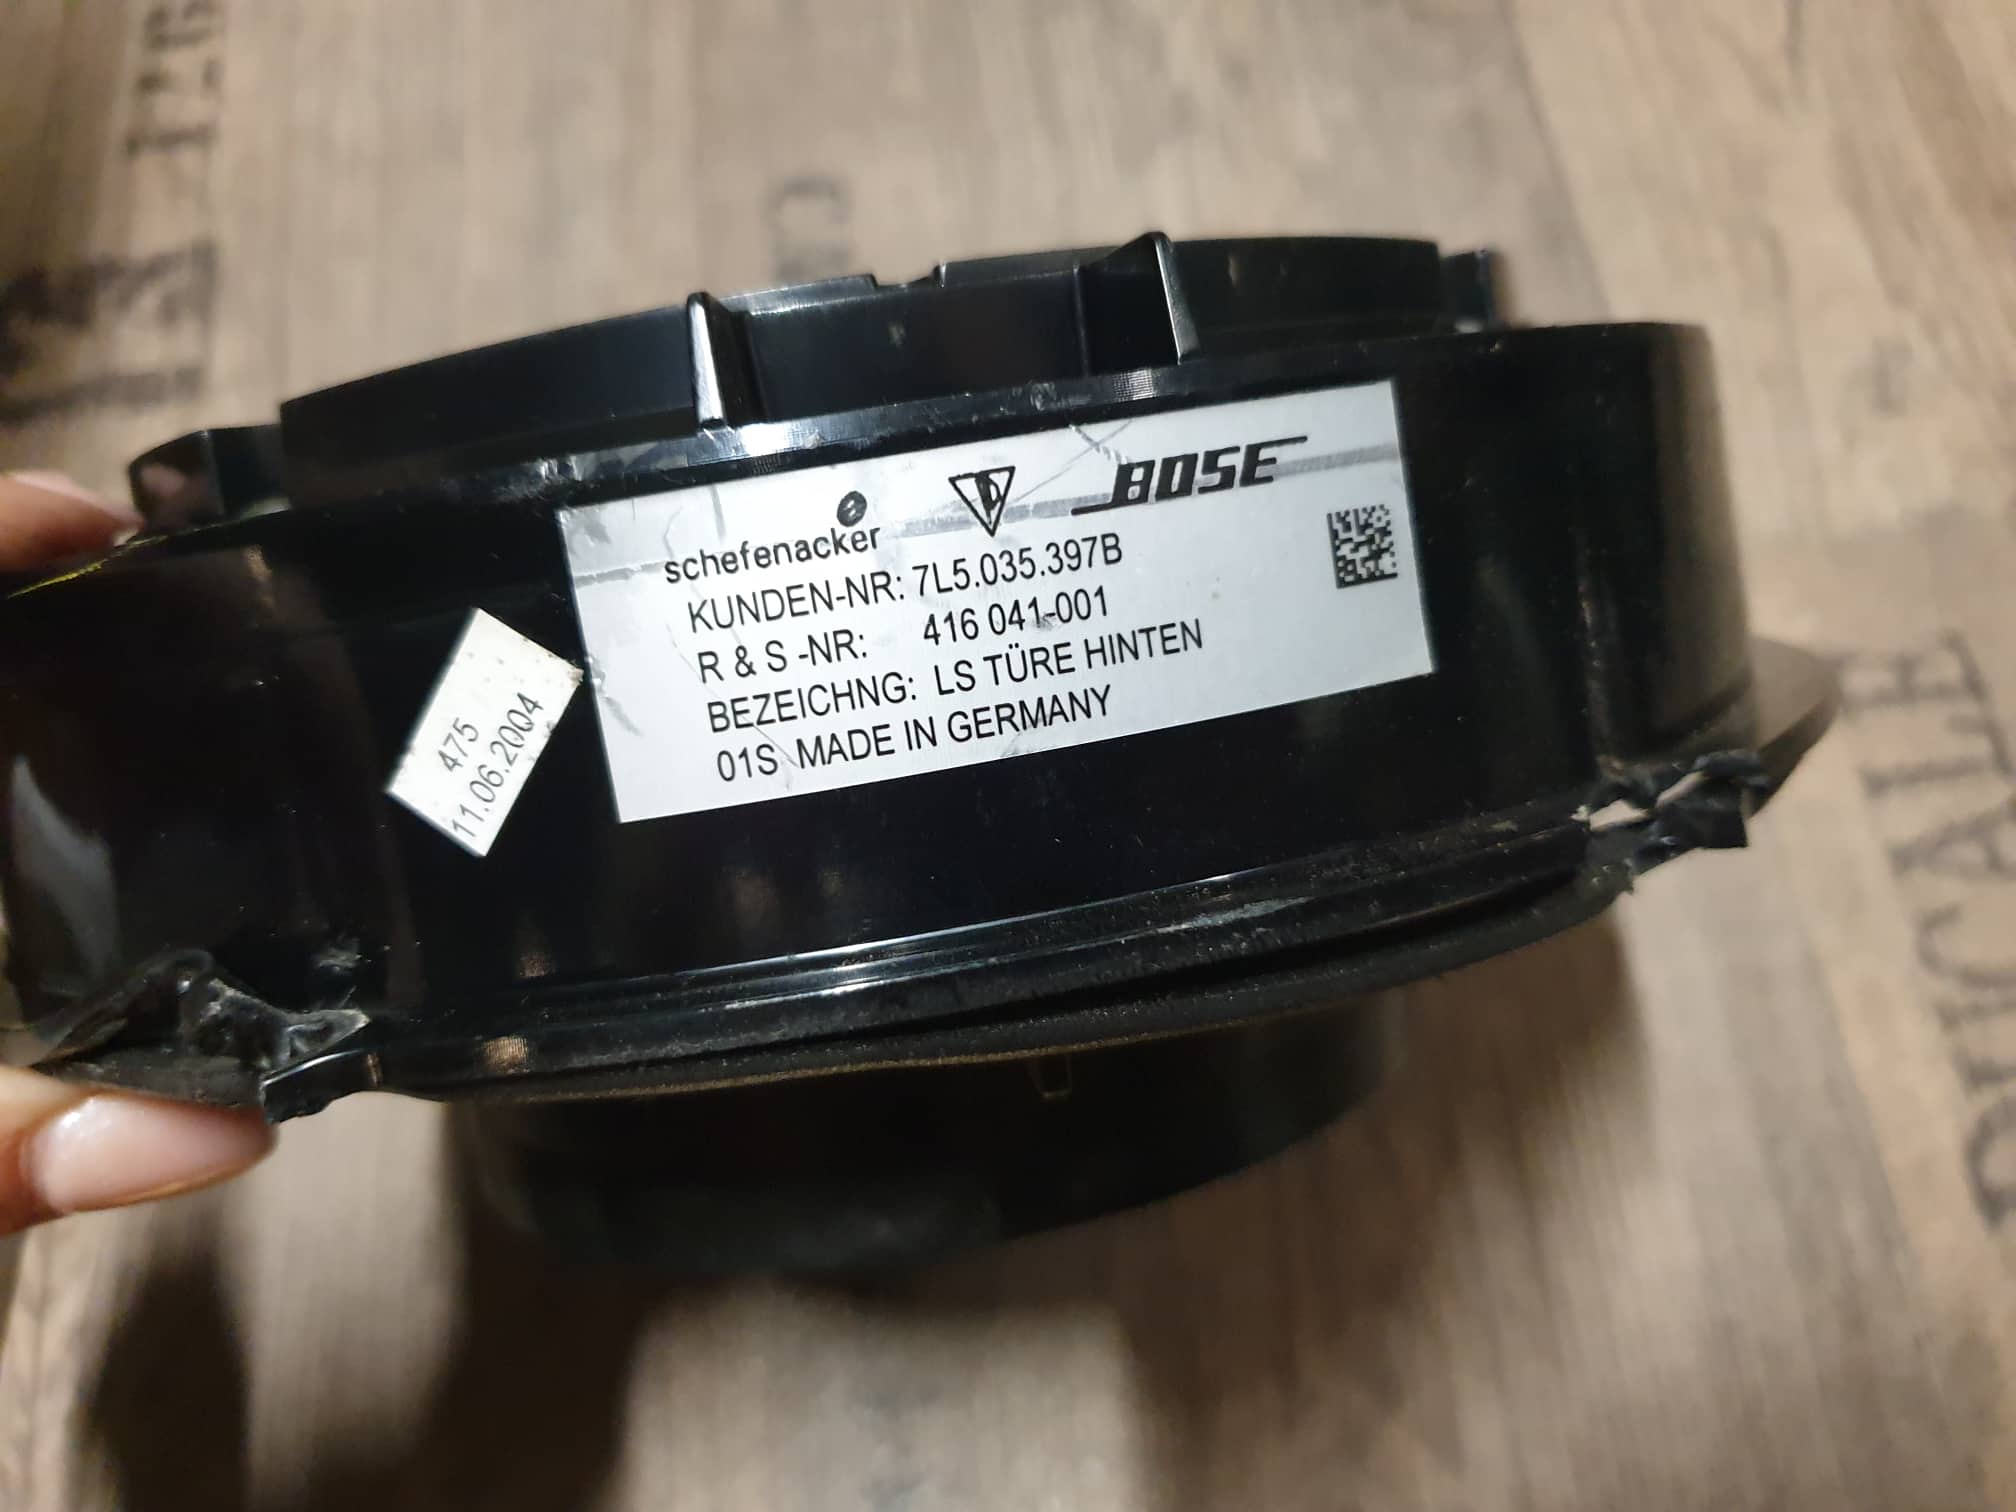 schefenacker
BOSE
KUNDEN-NR: 7L5.035.397B
R & S -NR: 416 041-001
BEZEICHNG: LS TÜRE HINTEN
01S MADE IN GERMANY
475
11.06.2004